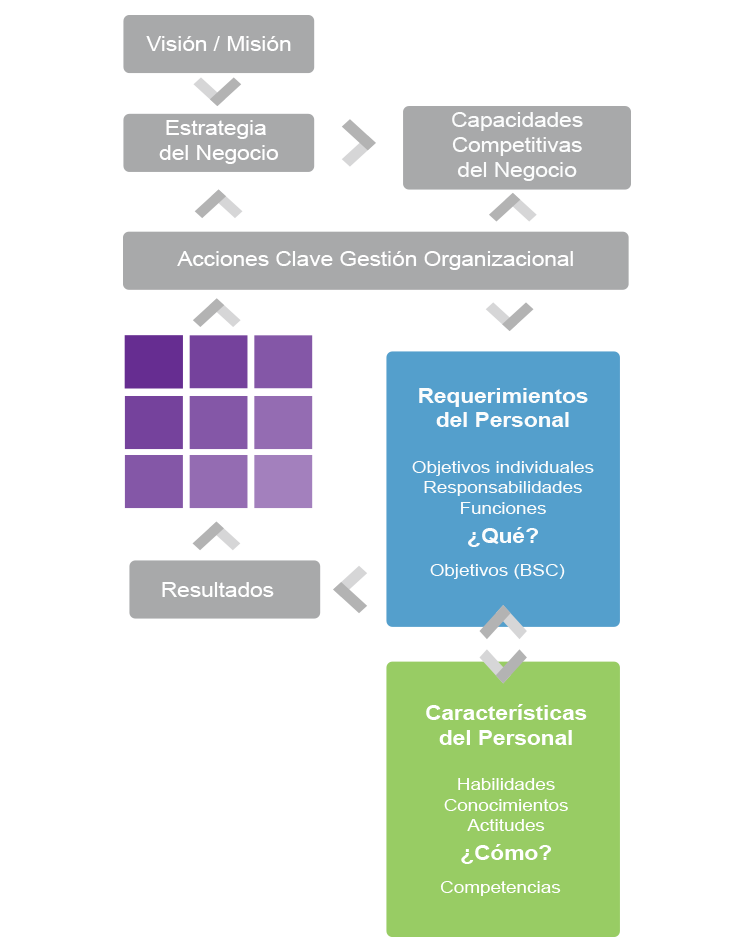 Visión / Misión
Estrategia
del Negocio
Capacidades
Competitivas
del Negocio
Acciones Clave Gestión Organizacional
Requerimientos
del Personal
Objetivos individuales
Responsabilidades
Funciones
¿Qué?
Objetivos (BSC)
Resultados
Características
del Personal
Habilidades
Conocimientos
Actitudes
¿Cómo?
Competencias